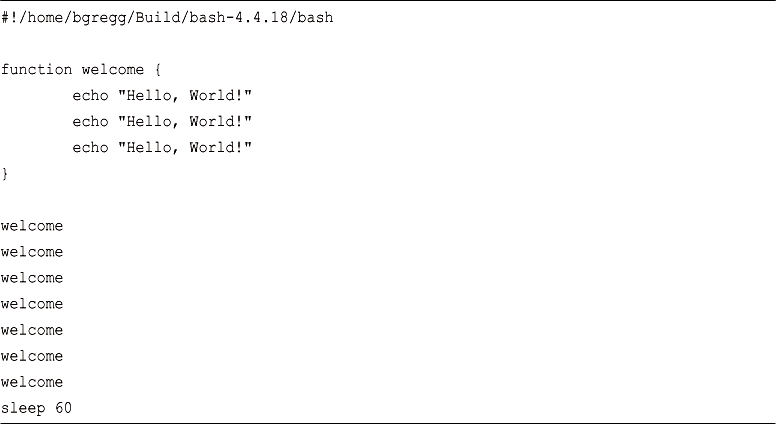 #!/home/bgregg/Build/bash-4.4.18/bash
function welcome {
echo "Hello, World!"
echo "Hello, World!"
echo "Hello, World!"
}
welcome
welcome
welcome
welcome
welcome
welcome
welcome
sleep 60